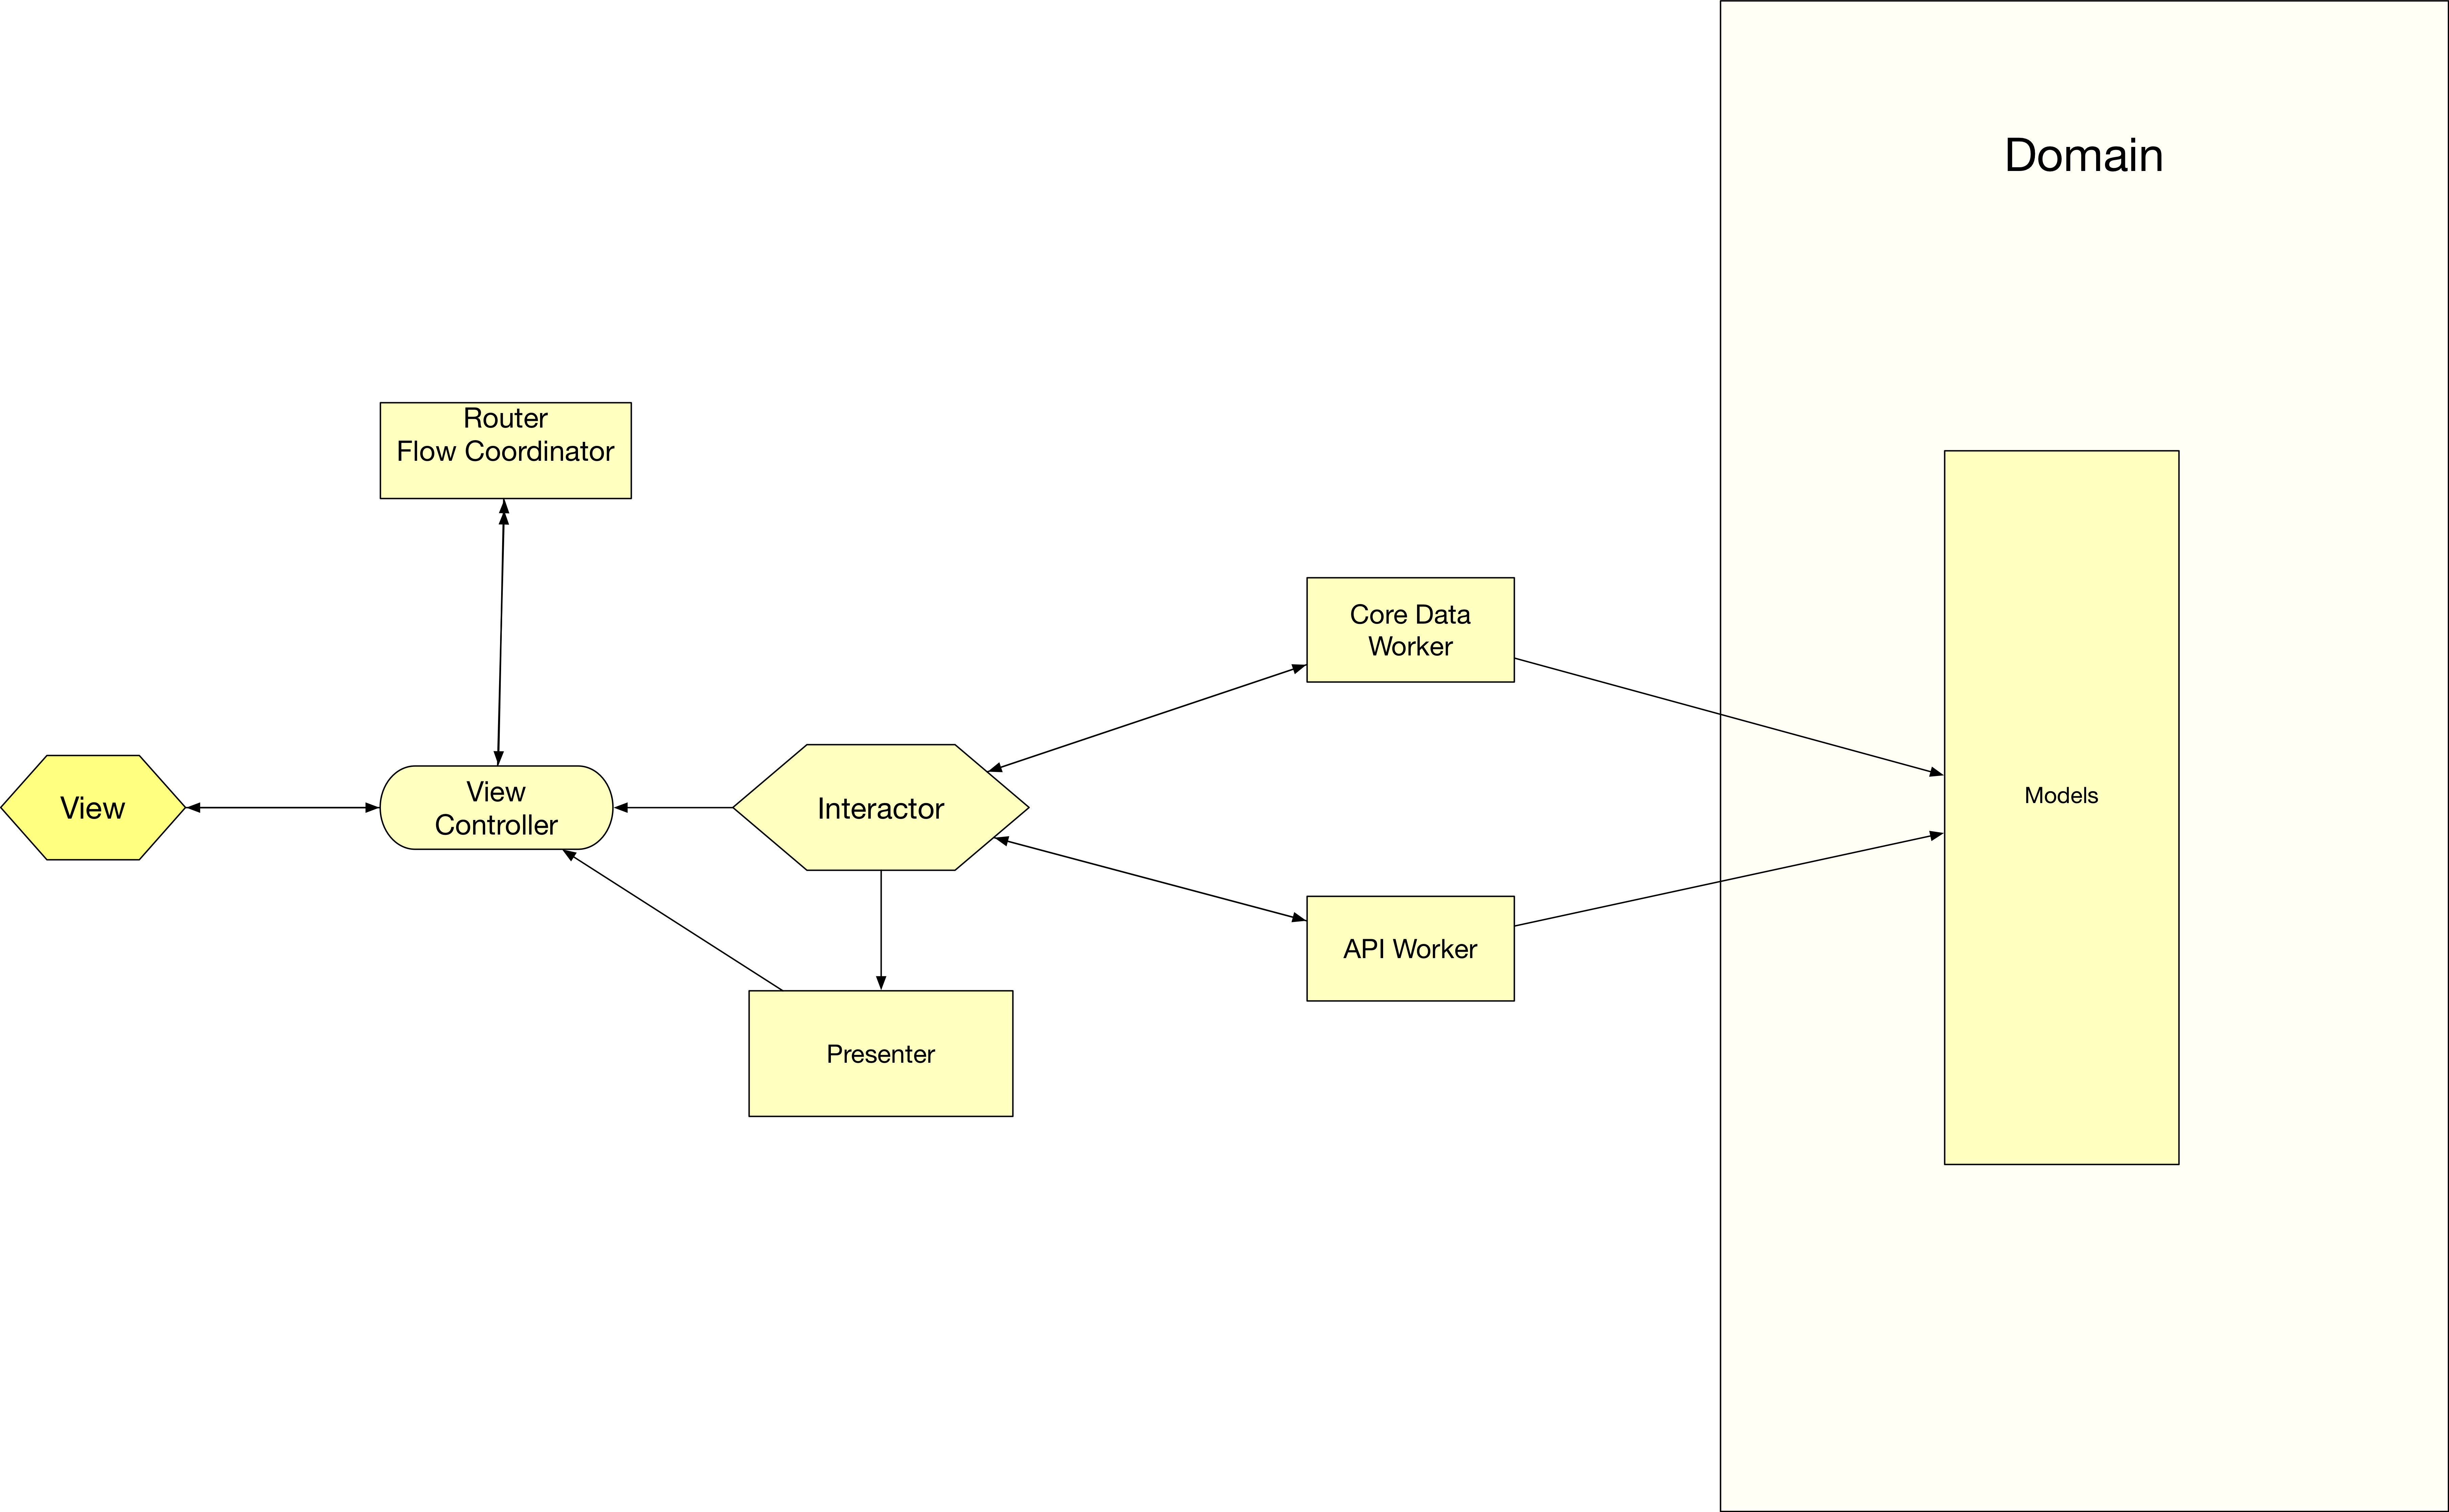 Domain
Router
Flow Coordinator
Core Data
Worker
View
View
Controller
Interactor
Models
API Worker
Presenter